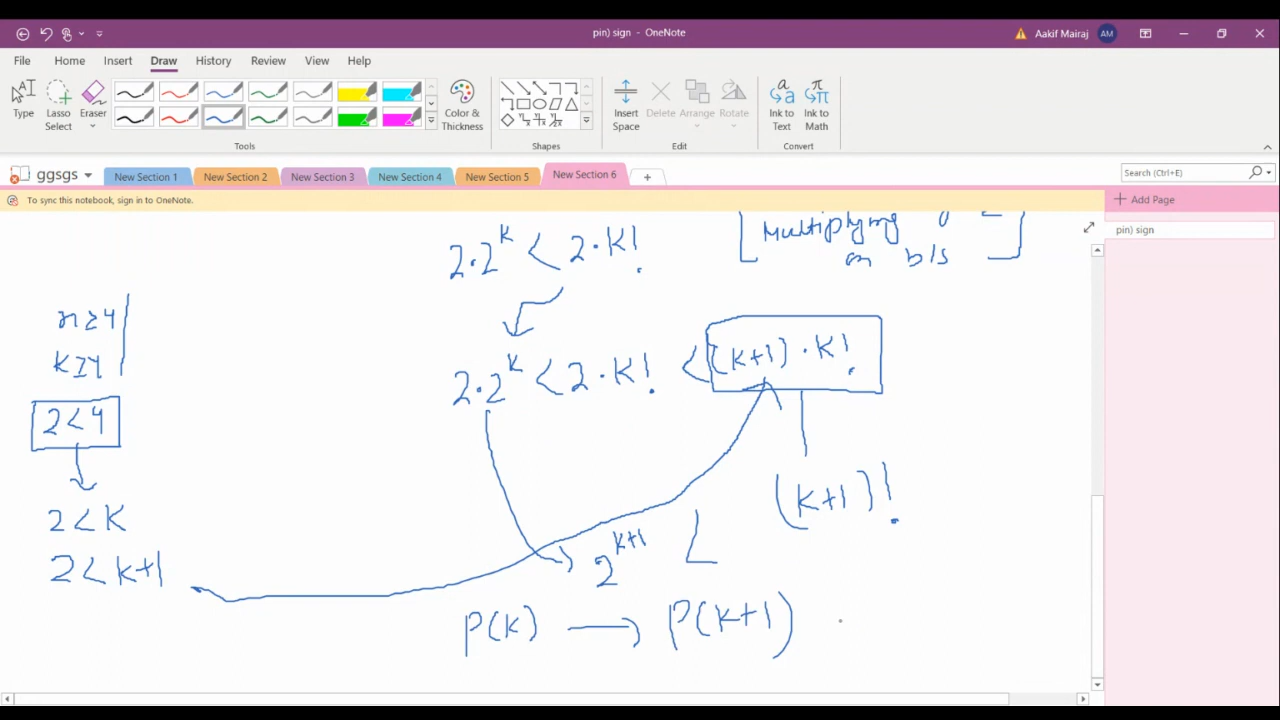 pin) sign - OneNote
Aakif Mairaj AM
File Home Insert Draw History Review View Help
Type
Lasso Select
Eraser
Color & Thickness
Insert Space
Delete
Arrange
Rotate
Ink to Text
Ink to Math
Tools
Shapes
Edit
Convert
ggsgs
New Section 1
New Section 2
New Section 3
New Section 4
New Section 5
New Section 6
Search (Ctrl+E)
To sync this notebook, sign in to OneNote.
Add Page
pin) sign
Multiplying
on b/s
2·2^k < 2·k!
n≥4
k≥4
2·2^k < 2·k! < (k+1)·k!
2<4
(k+1)!
2<k
2<k+1
2^k+1 <
P(k) → P(k+1)